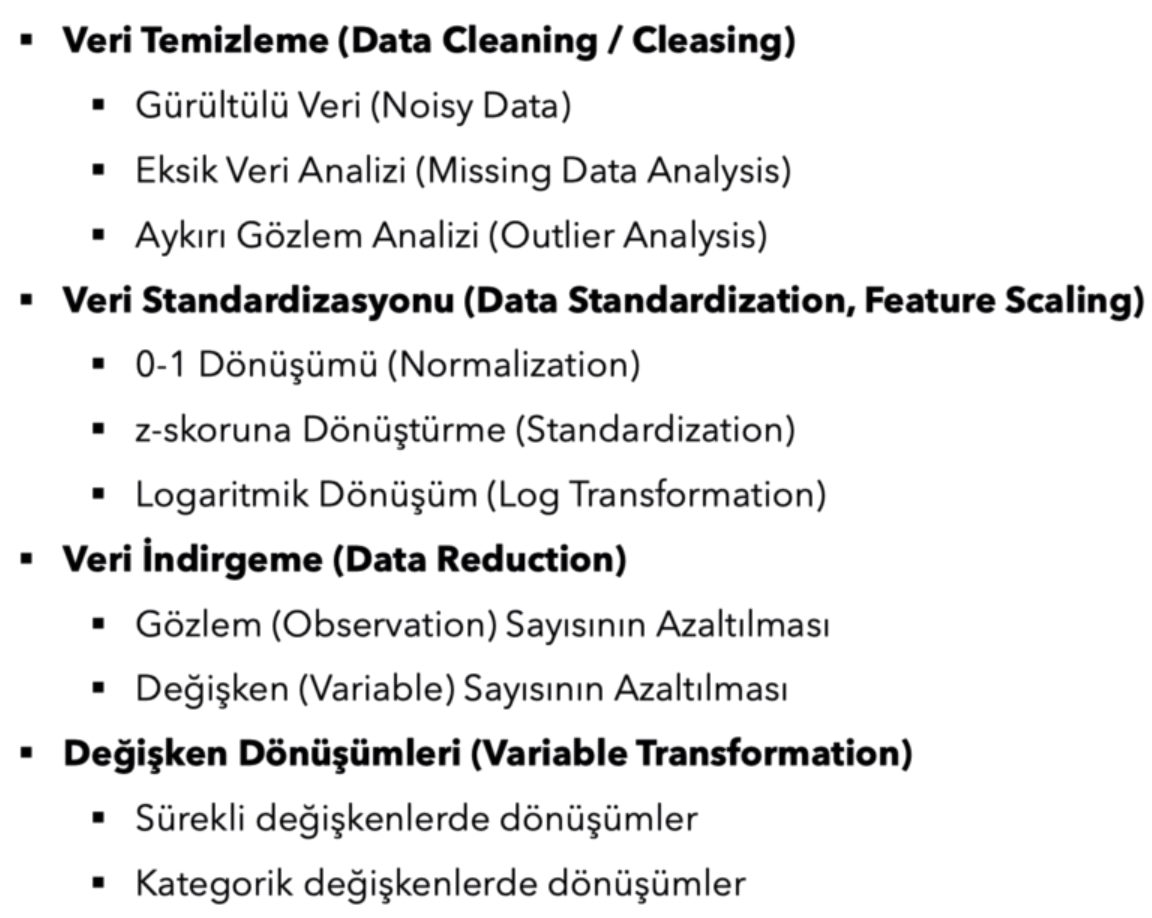 ▪ Veri Temizleme (Data Cleaning / Cleasing)
▪ Gürültülü Veri (Noisy Data)
▪ Eksik Veri Analizi (Missing Data Analysis)
▪ Aykırı Gözlem Analizi (Outlier Analysis)
▪ Veri Standardizasyonu (Data Standardization, Feature Scaling)
▪ 0-1 Dönüşümü (Normalization)
▪ z-skoruna Dönüştürme (Standardization)
▪ Logaritmik Dönüşüm (Log Transformation)
▪ Veri İndirgeme (Data Reduction)
▪ Gözlem (Observation) Sayısının Azaltılması
▪ Değişken (Variable) Sayısının Azaltılması
▪ Değişken Dönüşümleri (Variable Transformation)
▪ Sürekli değişkenlerde dönüşümler
▪ Kategorik değişkenlerde dönüşümler